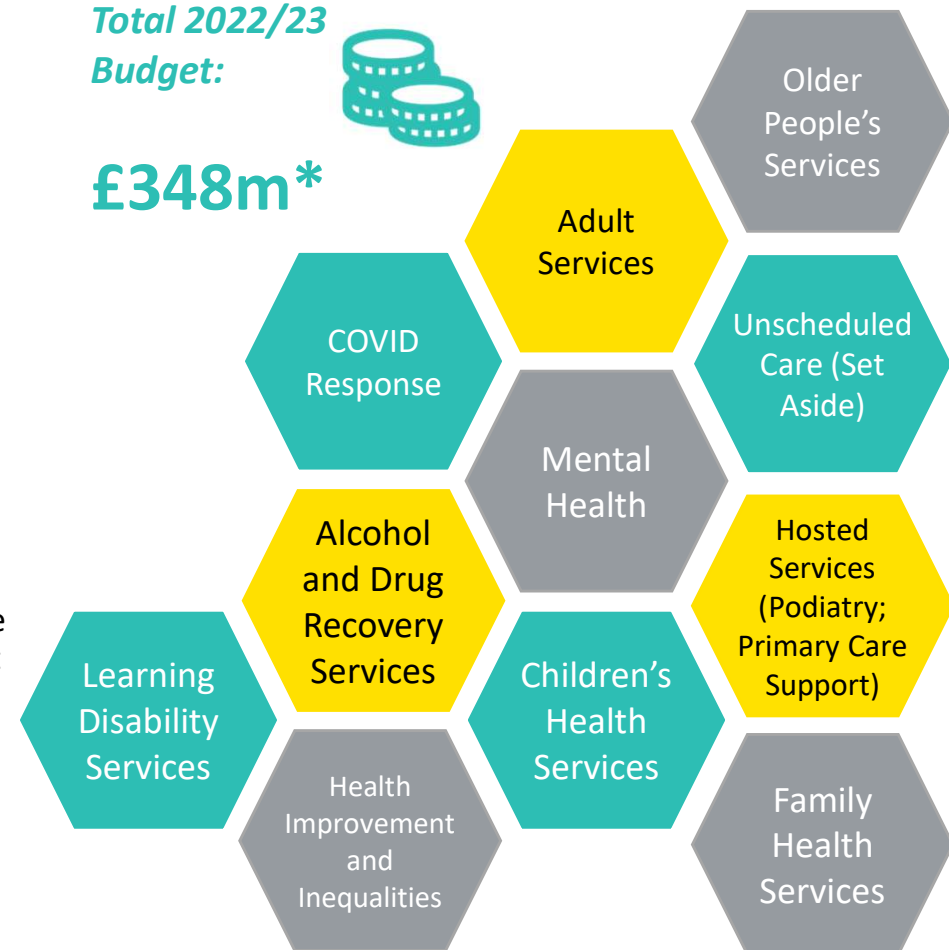 Total 2022/23
Budget:
£348m*
Older
People’s
Services
Adult
Services
COVID
Response
Unscheduled
Care (Set
Aside)
Mental
Health
Alcohol
and Drug
Recovery
Services
Hosted
Services
(Podiatry;
Primary Care
Support)
Learning
Disability
Services
Children’s
Health
Services
Health
Improvement
and
Inequalities
Family
Health
Services